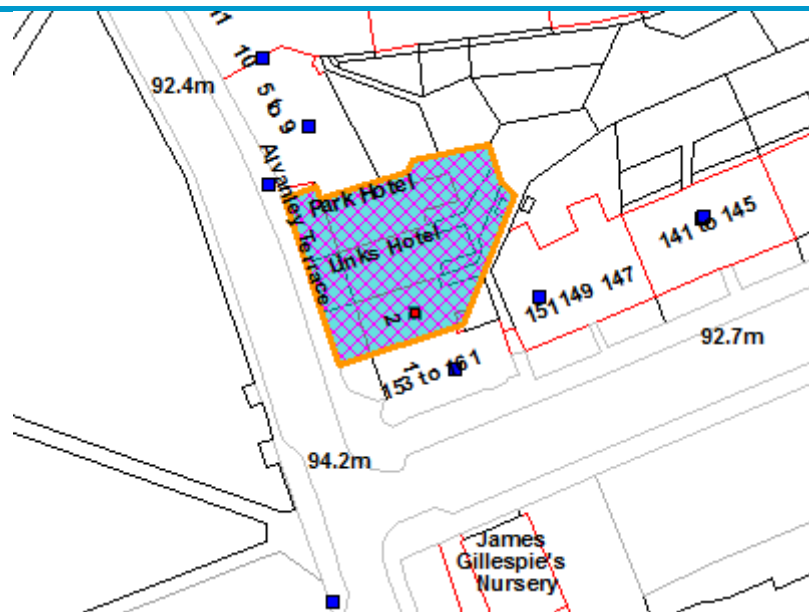 10
92.4m
5 to 9
Alvanley Terrace
Park Hotel
Links Hotel
2
141 to 145
151 149 147
92.7m
1
153 to 161
94.2m
James
Gillespie's
Nursery